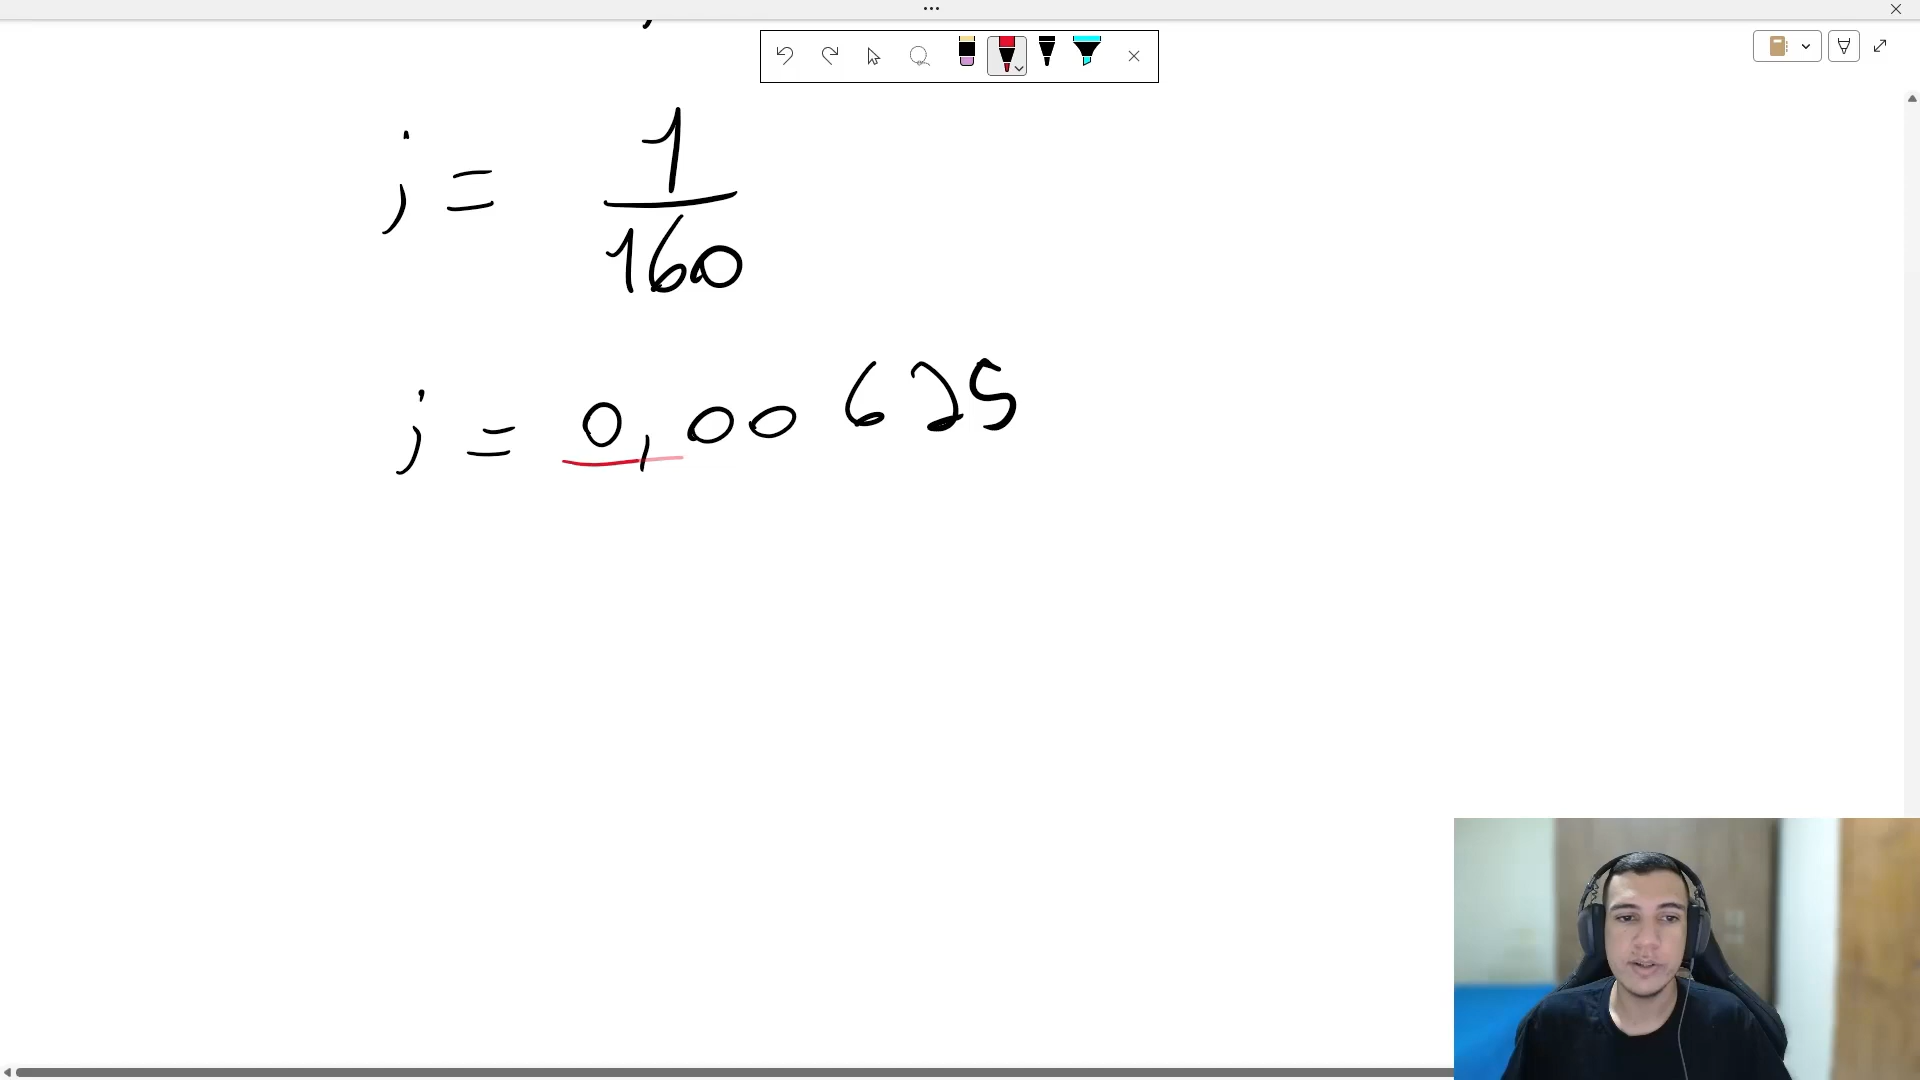 j = 1
160
j = 0,00625